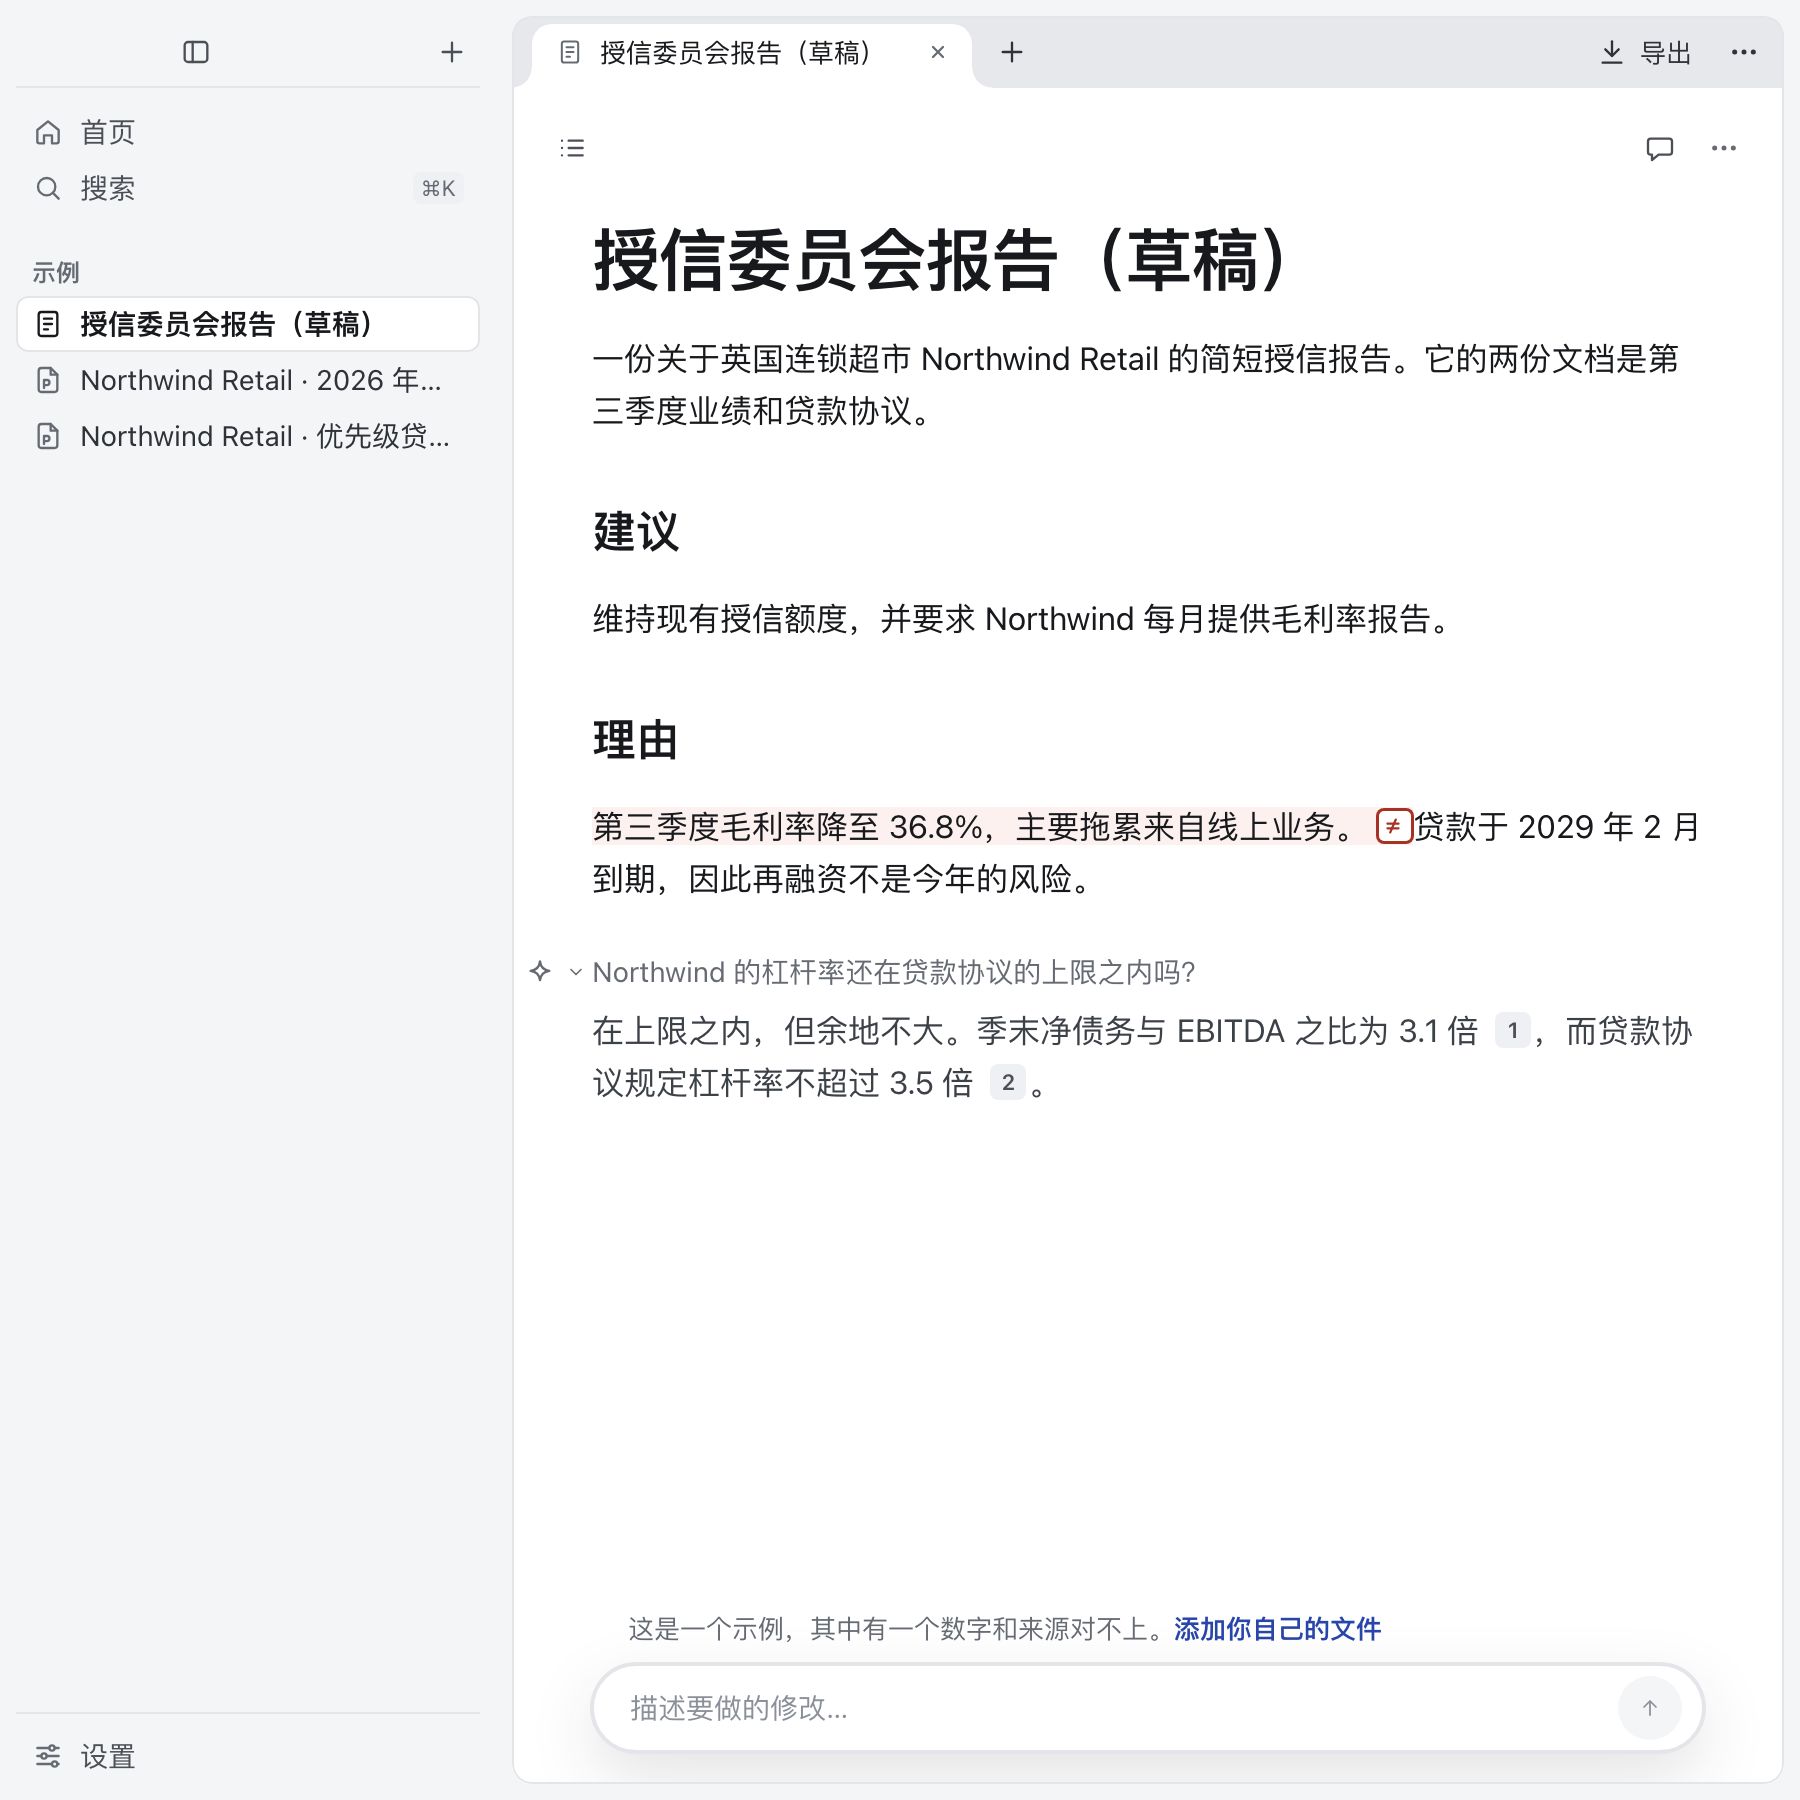 首页
搜索
⌘K
示例
授信委员会报告（草稿）
Northwind Retail · 2026 年...
Northwind Retail · 优先级贷...
设置
授信委员会报告（草稿）
导出
授信委员会报告（草稿）
一份关于英国连锁超市 Northwind Retail 的简短授信报告。它的两份文档是第
三季度业绩和贷款协议。
建议
维持现有授信额度，并要求 Northwind 每月提供毛利率报告。
理由
第三季度毛利率降至 36.8%，主要拖累来自线上业务。≠贷款于 2029 年 2 月
到期，因此再融资不是今年的风险。
Northwind 的杠杆率还在贷款协议的上限之内吗？
在上限之内，但余地不大。季末净债务与 EBITDA 之比为 3.1 倍 1，而贷款协
议规定杠杆率不超过 3.5 倍 2。
这是一个示例，其中有一个数字和来源对不上。添加你自己的文件
描述要做的修改...